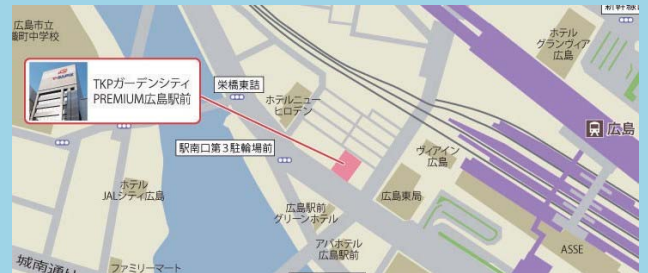 広島市立
幟町中学校
TKPガーデンシティ
PREMIUM広島駅前
栄橋東詰
ホテルニュー
ヒロデン
ホテル
グランヴィア
広島
広島
駅南口第3駐輪場前
ヴィアイン
広島
ホテル
JALシティ広島
広島駅前
グリーンホテル
広島東局
アパホテル
広島駅前
ASSE
城南通り
ファミリーマート